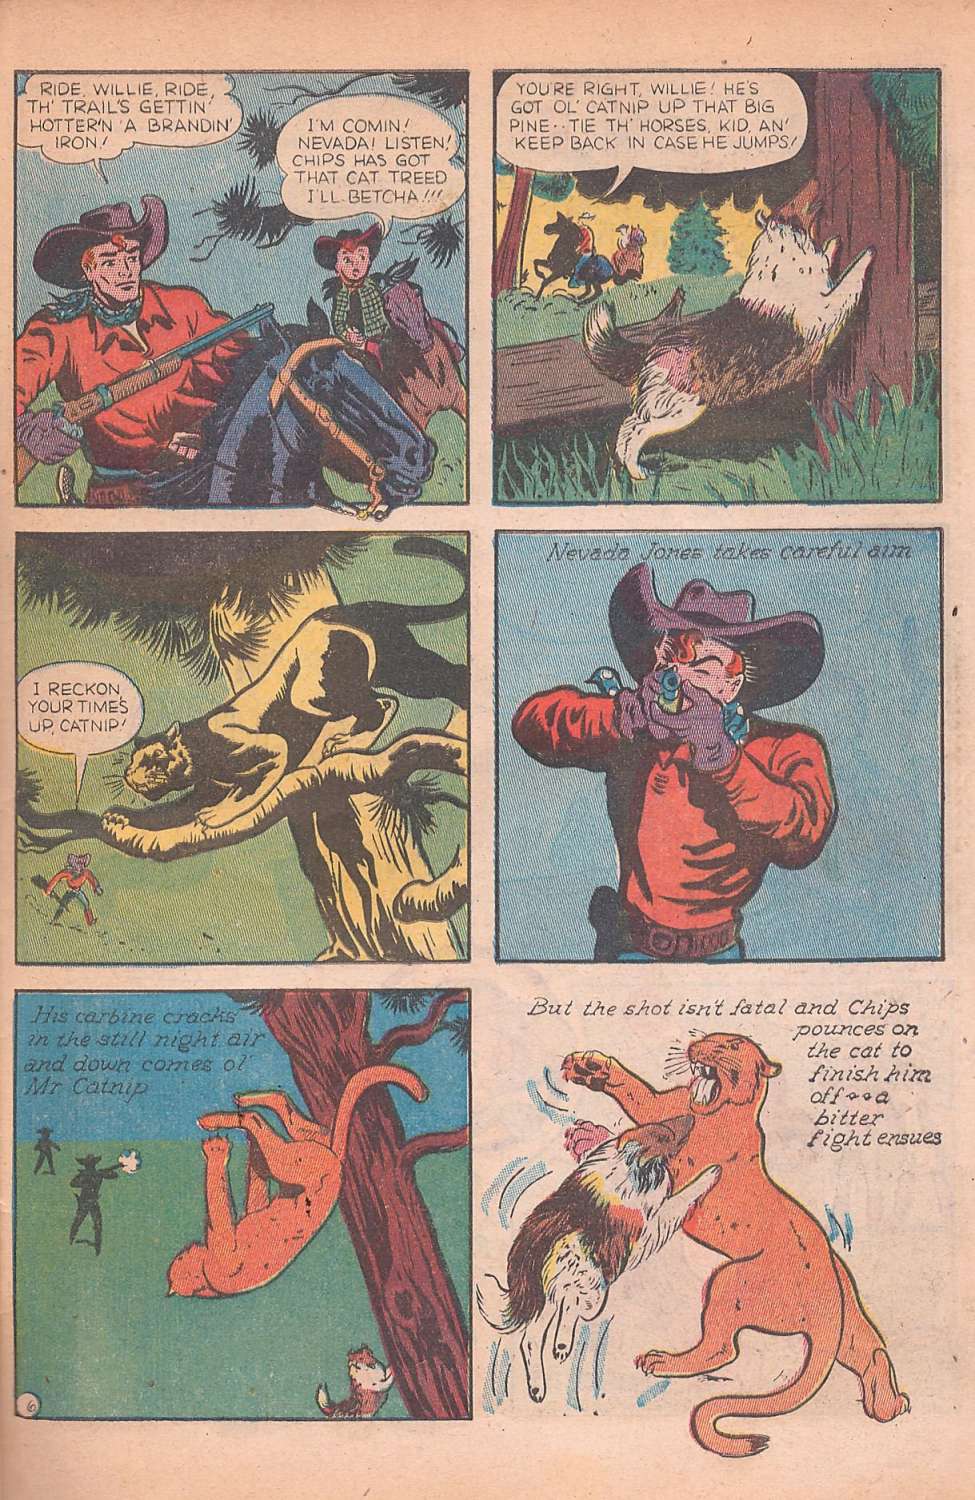 RIDE, WILLIE, RIDE,
TH' TRAIL'S GETTIN'
HOTTER'N 'A BRANDIN'
IRON!
I'M COMIN!
NEVADA! LISTEN!
CHIPS HAS GOT
THAT CAT TREED
I'LL BETCHA!!!
YOU'RE RIGHT, WILLIE! HE'S
GOT OL' CATNIP UP THAT BIG
PINE-- TIE TH' HORSES, KID, AN'
KEEP BACK IN CASE HE JUMPS!
I RECKON
YOUR TIME'S
UP, CATNIP!
Nevada Jones takes careful aim
His carbine cracks
in the still night air
and down comes ol'
Mr Catnip
But the shot isn't fatal and Chips
pounces on
the cat to
finish him
off--a
bitter
fight ensues
6